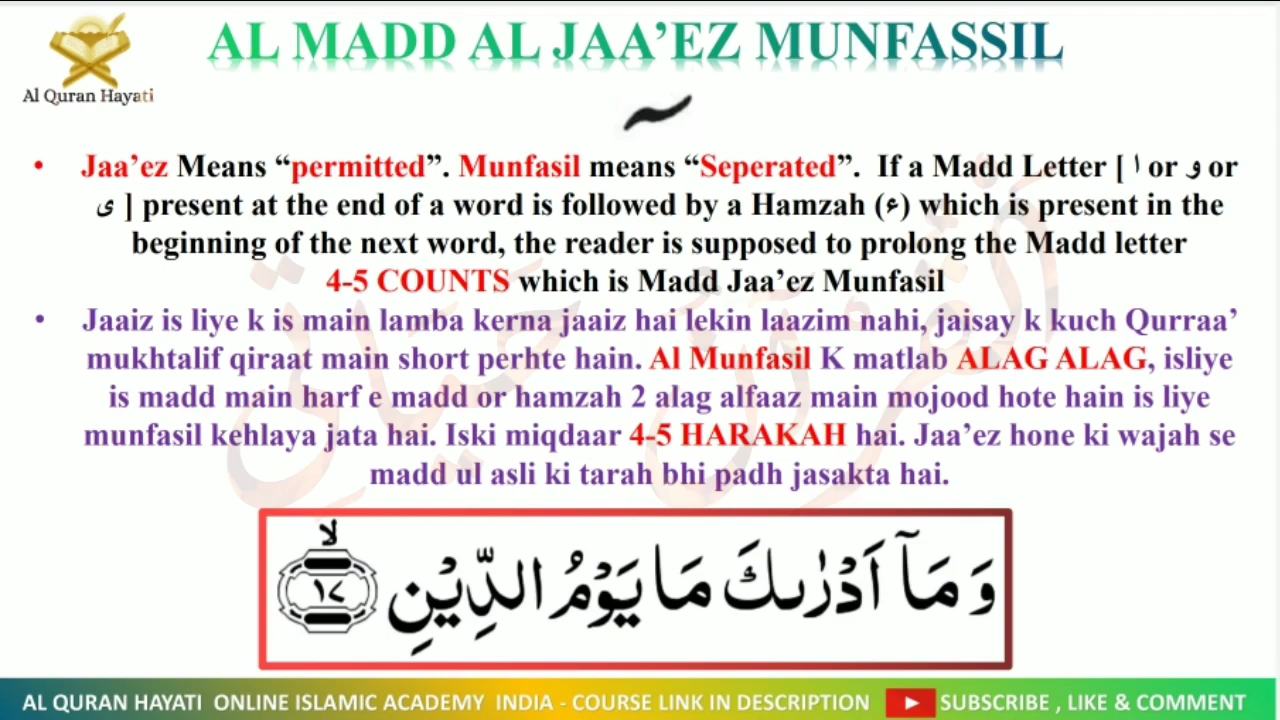 AL MADD AL JAA’EZ MUNFASSIL
Al Quran Hayati
~
• Jaa’ez Means “permitted”. Munfasil means “Seperated”. If a Madd Letter [ ا or و or
ى ] present at the end of a word is followed by a Hamzah (ء) which is present in the
beginning of the next word, the reader is supposed to prolong the Madd letter
4-5 COUNTS which is Madd Jaa’ez Munfasil
• Jaaiz is liye k is main lamba kerna jaaiz hai lekin laazim nahi, jaisay k kuch Qurraa’
mukhtalif qiraat main short perhte hain. Al Munfasil K matlab ALAG ALAG, isliye
is madd main harf e madd or hamzah 2 alag alfaaz main mojood hote hain is liye
munfasil kehlaya jata hai. Iski miqdaar 4-5 HARAKAH hai. Jaa’ez hone ki wajah se
madd ul asli ki tarah bhi padh jasakta hai.
القرآن حياتي
وَمَآ اَدْرٰىكَ مَا يَوْمُ الدِّيْنِ ۙ‏﴿۱۷﴾
AL QURAN HAYATI ONLINE ISLAMIC ACADEMY INDIA - COURSE LINK IN DESCRIPTION SUBSCRIBE , LIKE & COMMENT